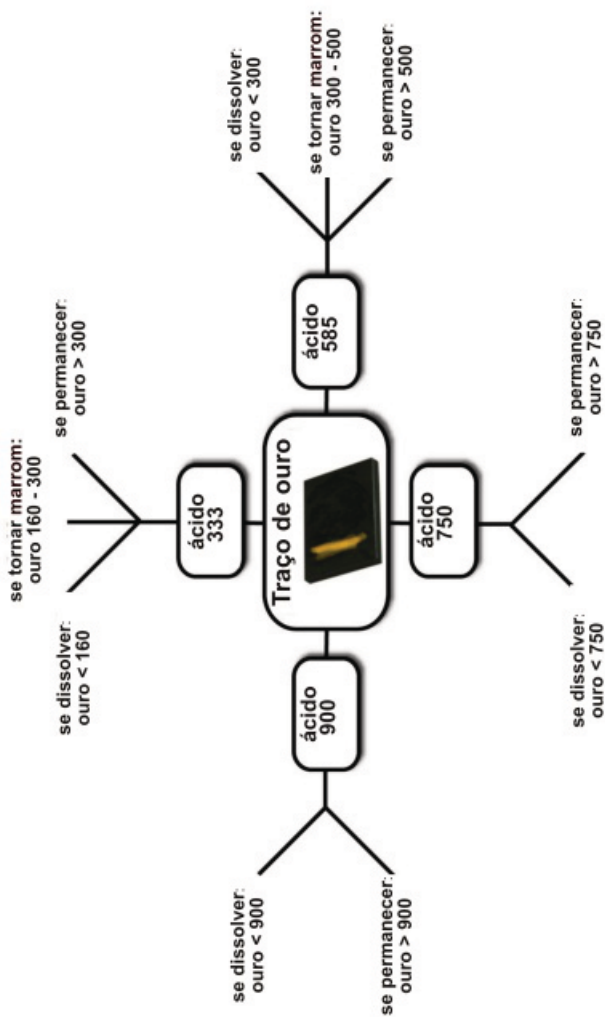 se tornar marrom:
ouro 160 - 300
se dissolver:
ouro < 160
se permanecer:
ouro > 300
ácido
333
se dissolver:
ouro < 900
se permanecer:
ouro > 900
ácido
900
Traço de ouro
ácido
585
se dissolver:
ouro < 300
se tornar marrom:
ouro 300 - 500
se permanecer:
ouro > 500
ácido
750
se dissolver:
ouro < 750
se permanecer:
ouro > 750